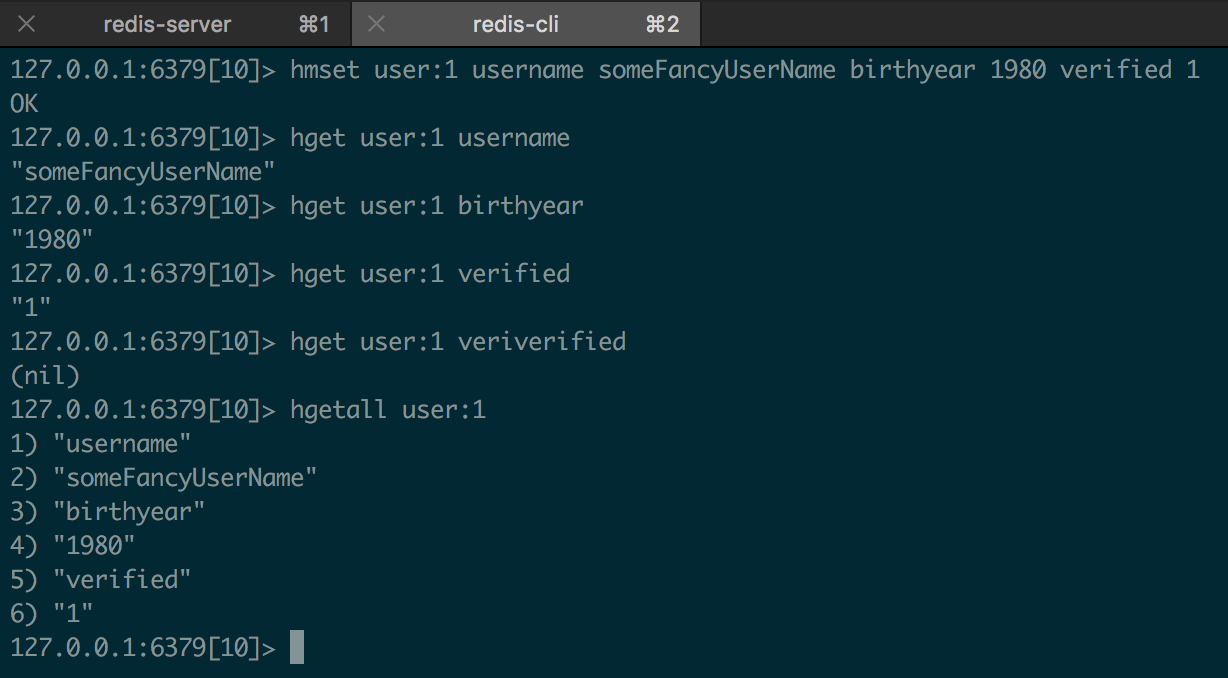 redis-server ⌘1 redis-cli ⌘2
127.0.0.1:6379[10]> hmset user:1 username someFancyUserName birthyear 1980 verified 1
OK
127.0.0.1:6379[10]> hget user:1 username
"someFancyUserName"
127.0.0.1:6379[10]> hget user:1 birthyear
"1980"
127.0.0.1:6379[10]> hget user:1 verified
"1"
127.0.0.1:6379[10]> hget user:1 veriverified
(nil)
127.0.0.1:6379[10]> hgetall user:1
1) "username"
2) "someFancyUserName"
3) "birthyear"
4) "1980"
5) "verified"
6) "1"
127.0.0.1:6379[10]>